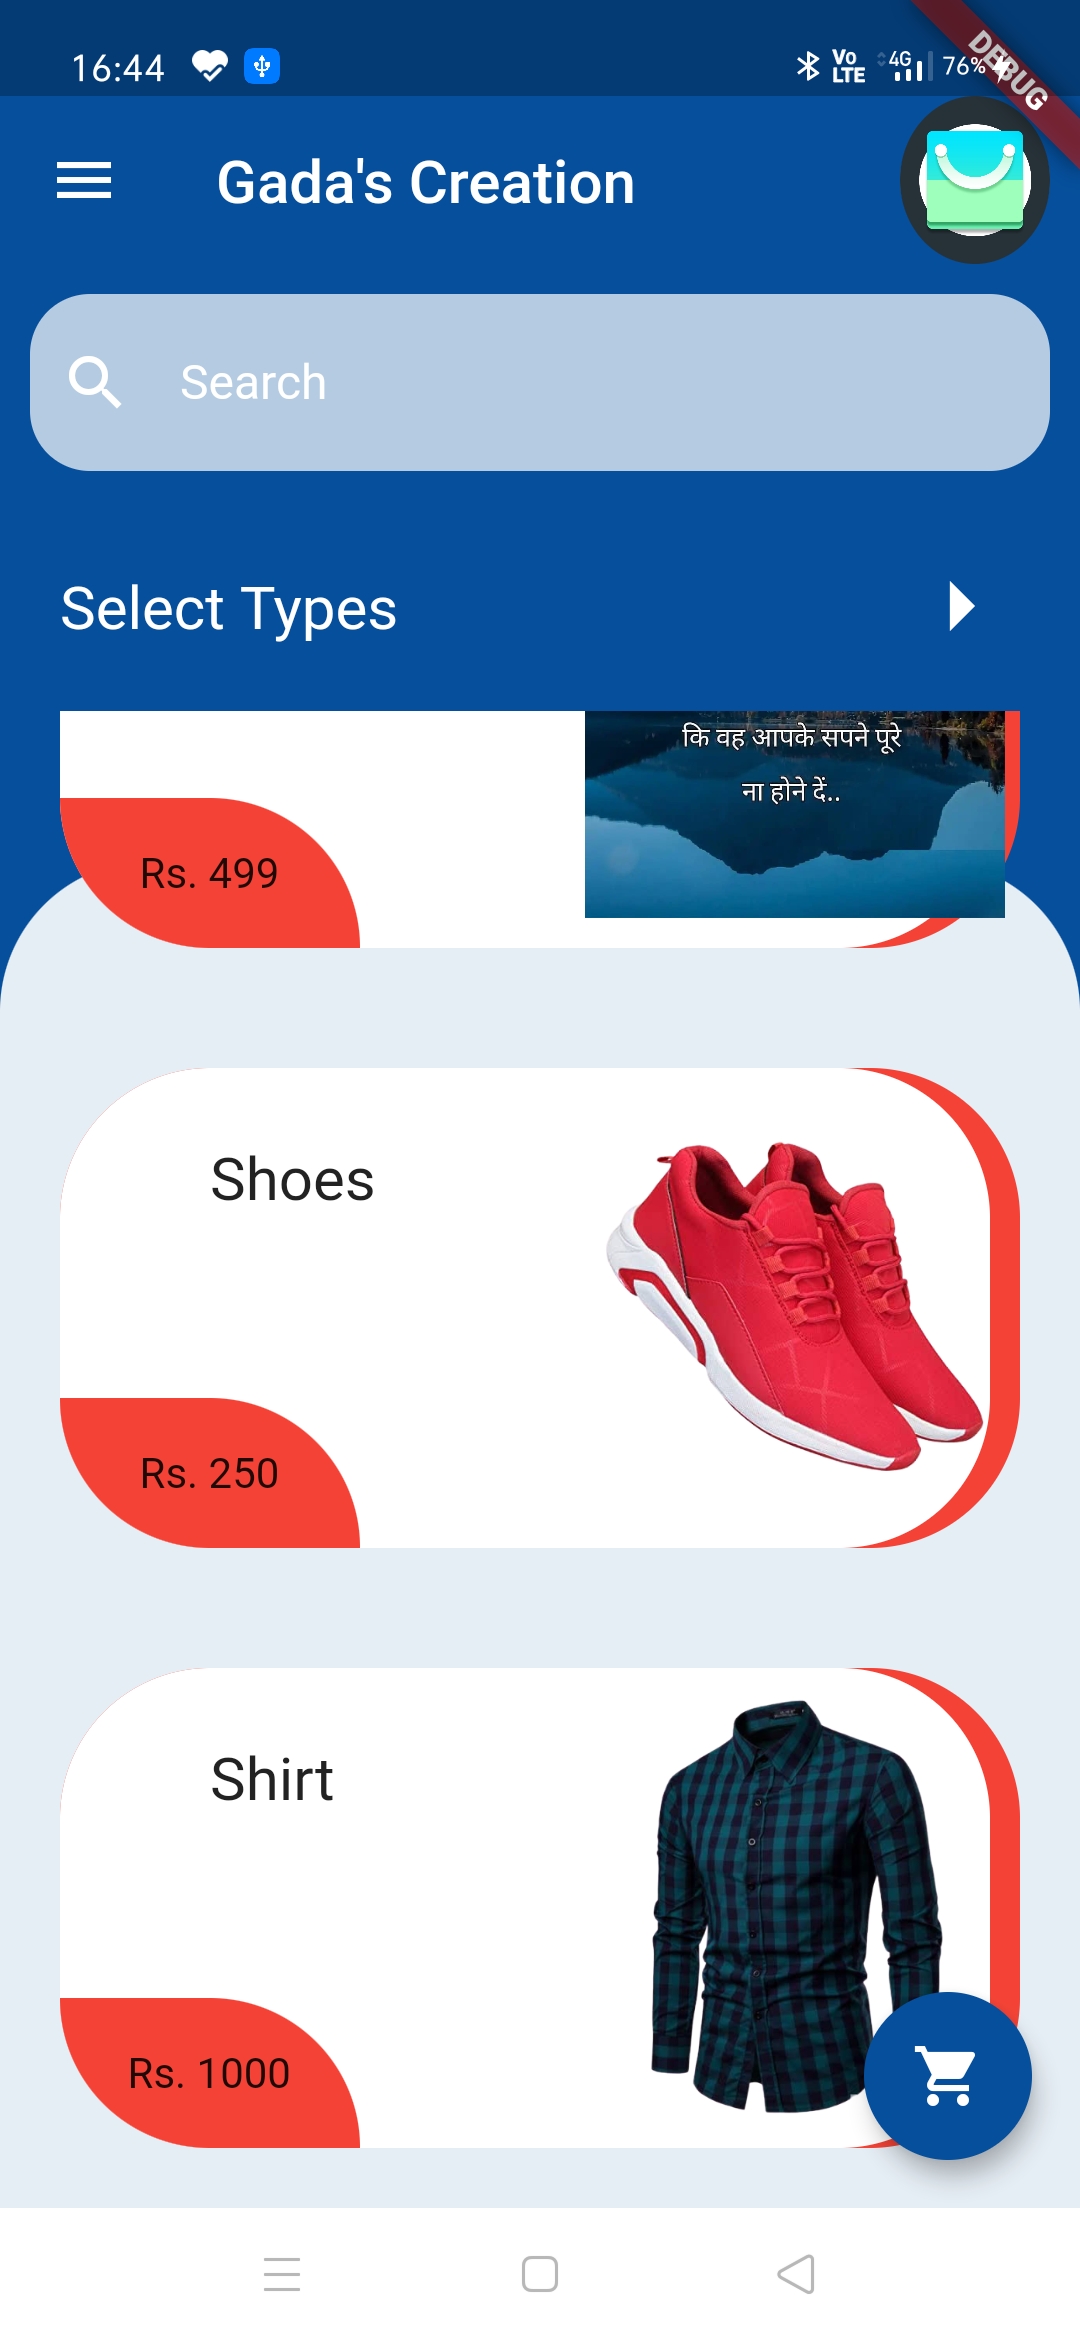 16:44
Vo
LTE
4G
76%
DEBUG
Gada's Creation
Search
Select Types
कि वह आपके सपने पूरे
ना होने दें..
Rs. 499
Shoes
Rs. 250
Shirt
Rs. 1000